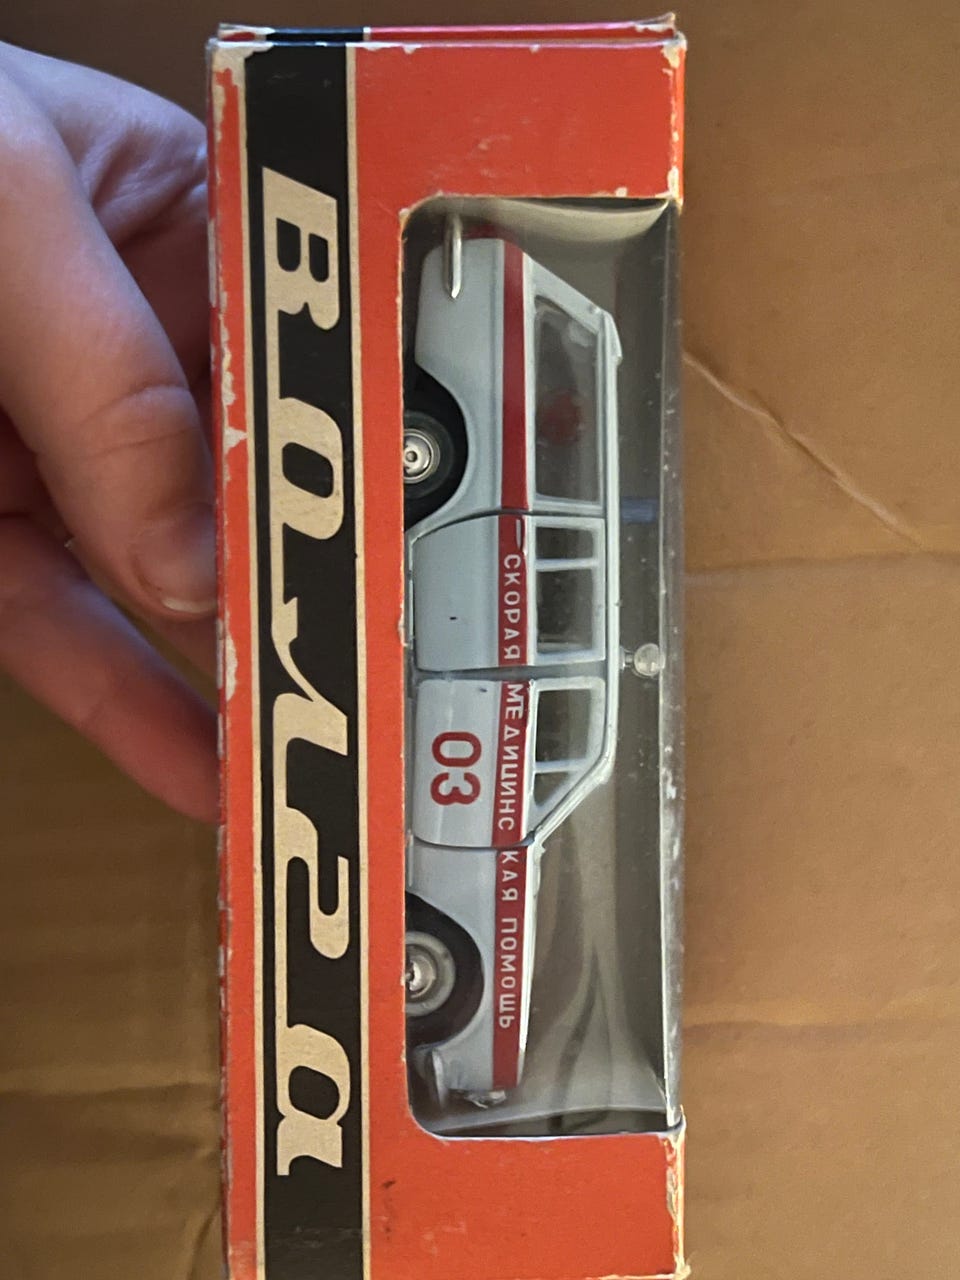 СКОРАЯ МЕДИЦИНСКАЯ ПОМОЩЬ
03
Волга